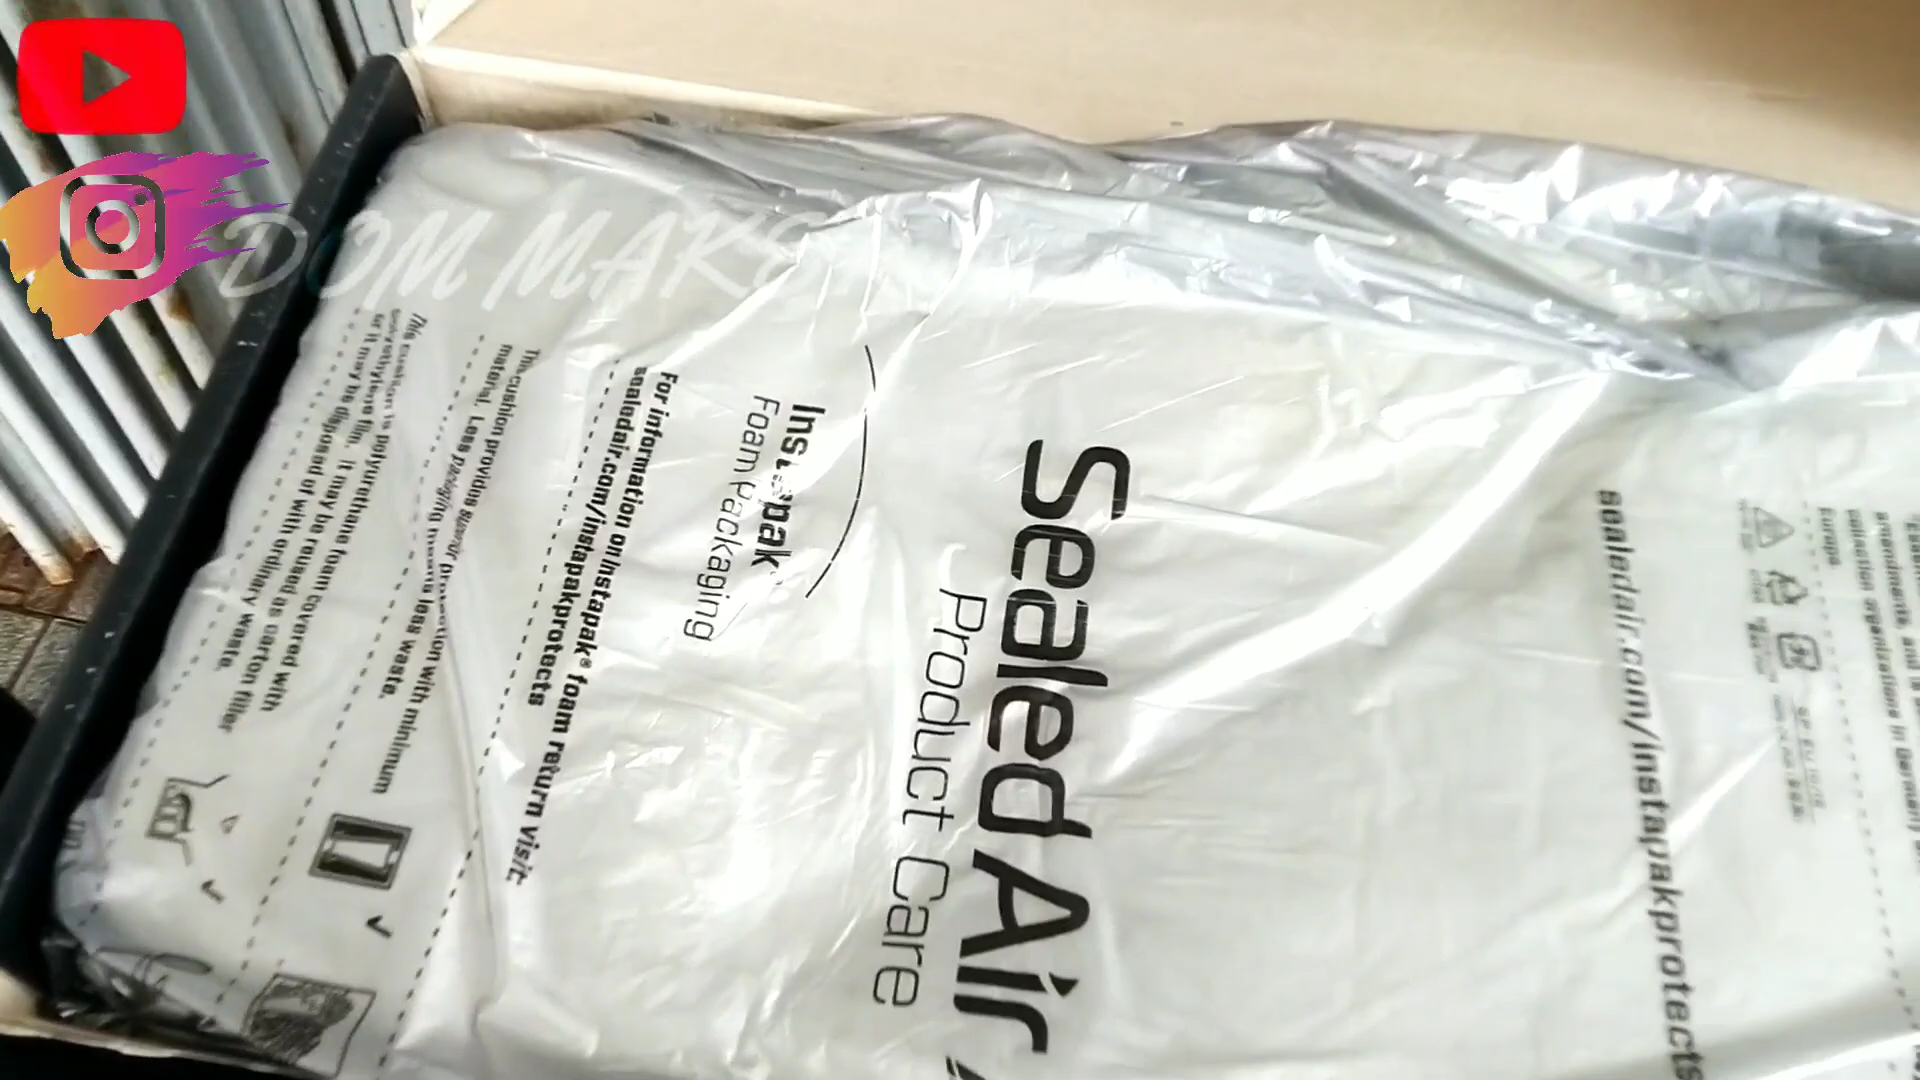 DOM MAKE
This cushion is polyurethane foam covered with
polyethylene film. It may be reused as carton filler
or it may be disposed of with ordinary waste.
This cushion provides superior protection with minimum
material. Less packaging means less waste.
For information on Instapak® foam return visit:
sealedair.com/instapakprotects
Instapak
Foam Packaging
Sealed Air
Product Care
sealedair.com/instapakprotects
Europe